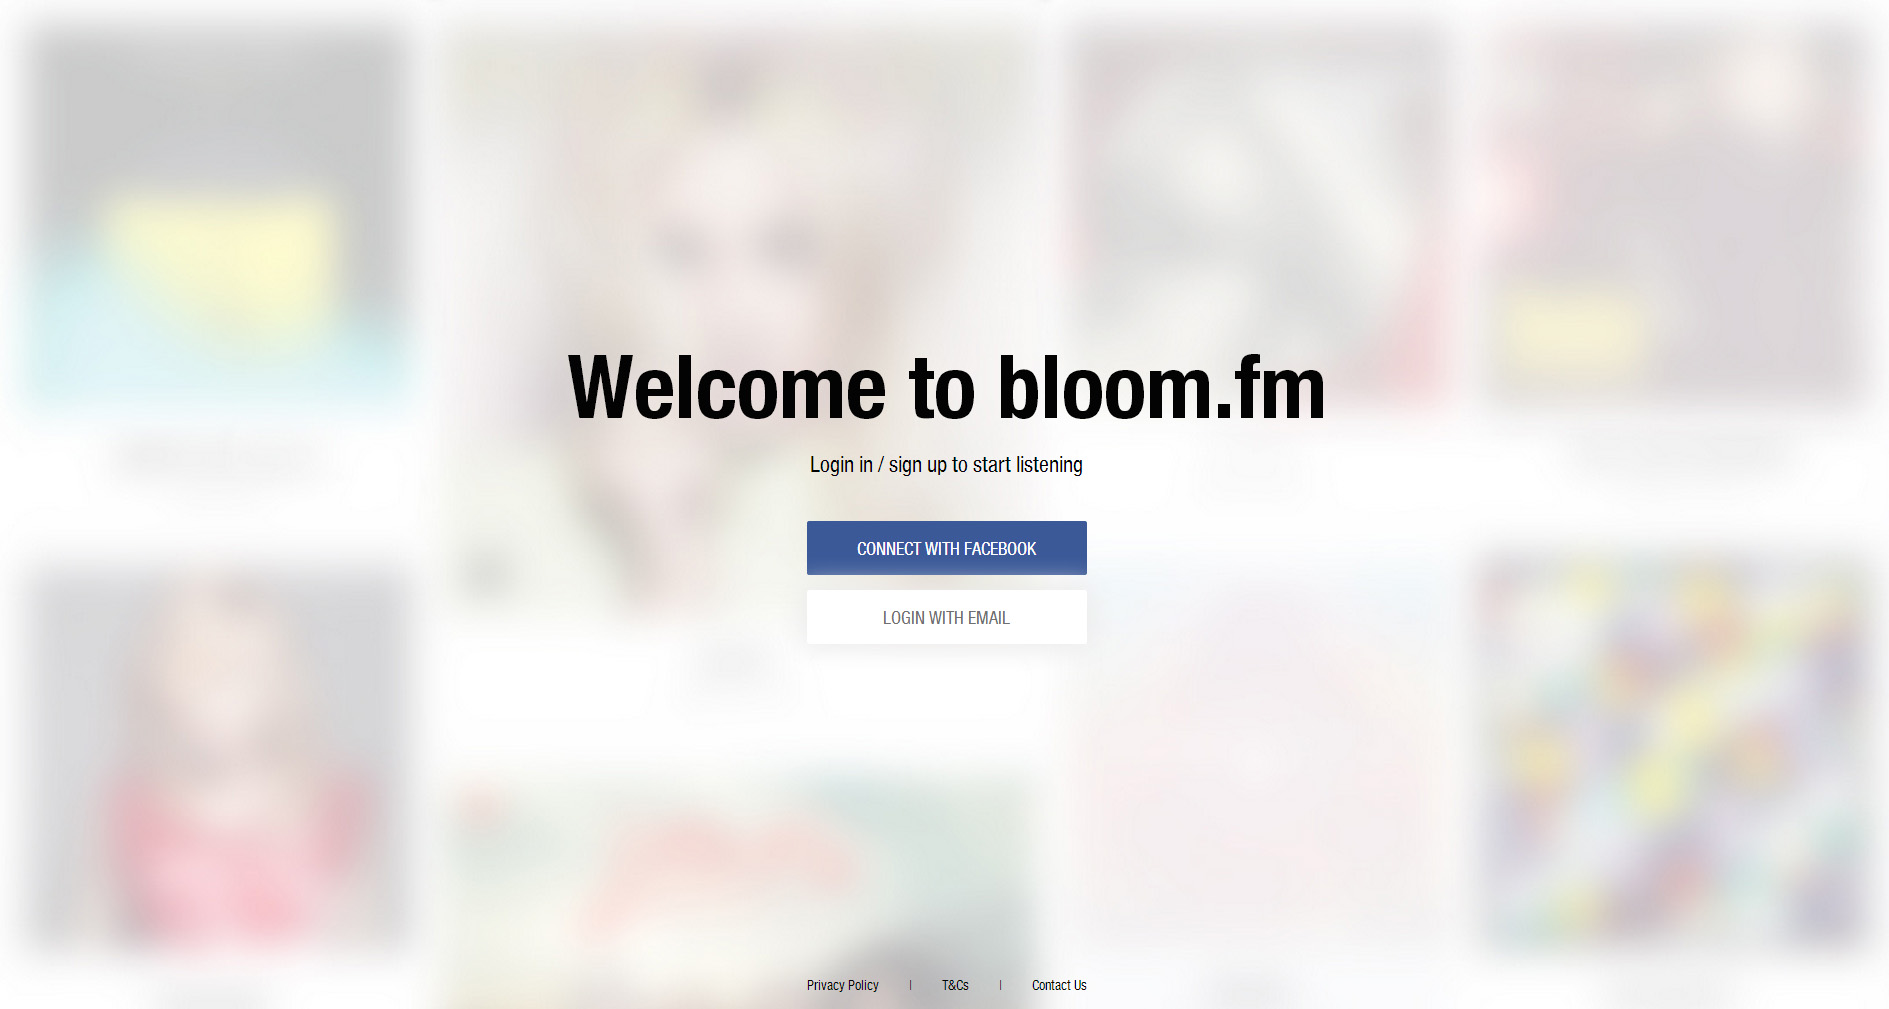 Welcome to bloom.fm
Login in / sign up to start listening
CONNECT WITH FACEBOOK
LOGIN WITH EMAIL
Privacy Policy | T&Cs | Contact Us